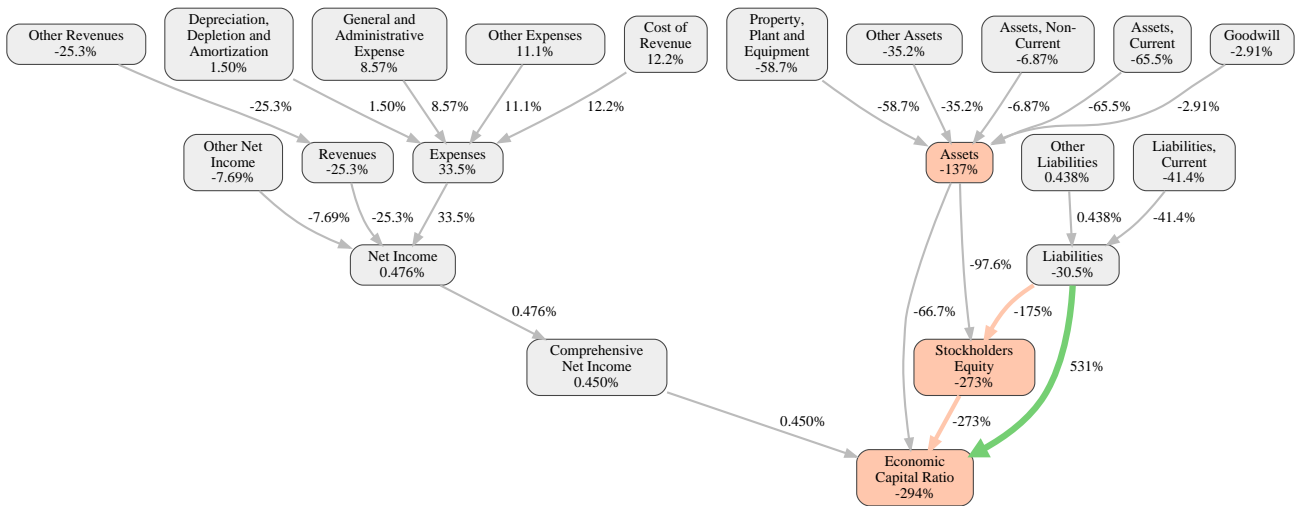 Other Revenues
-25.3%
Depreciation,
Depletion and
Amortization
1.50%
General and
Administrative
Expense
8.57%
Other Expenses
11.1%
Cost of
Revenue
12.2%
Property,
Plant and
Equipment
-58.7%
Other Assets
-35.2%
Assets, Non-
Current
-6.87%
Assets,
Current
-65.5%
Goodwill
-2.91%
-25.3%
1.50%
8.57%
11.1%
12.2%
-58.7%
-35.2%
-6.87%
-65.5%
-2.91%
Other Net
Income
-7.69%
Revenues
-25.3%
Expenses
33.5%
Assets
-137%
Other
Liabilities
0.438%
Liabilities,
Current
-41.4%
-7.69%
-25.3%
33.5%
0.438%
-41.4%
Net Income
0.476%
-97.6%
Liabilities
-30.5%
0.476%
-66.7%
-175%
Comprehensive
Net Income
0.450%
Stockholders
Equity
-273%
531%
0.450%
-273%
Economic
Capital Ratio
-294%